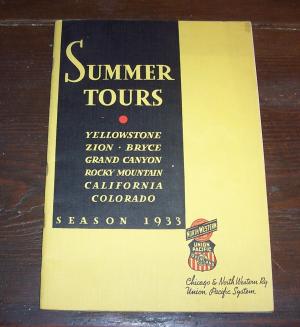 SUMMER
TOURS
YELLOWSTONE
ZION · BRYCE
GRAND CANYON
ROCKY MOUNTAIN
CALIFORNIA
COLORADO
SEASON 1933
NORTH WESTERN
UNION
PACIFIC
Chicago & North Western Ry
Union Pacific System